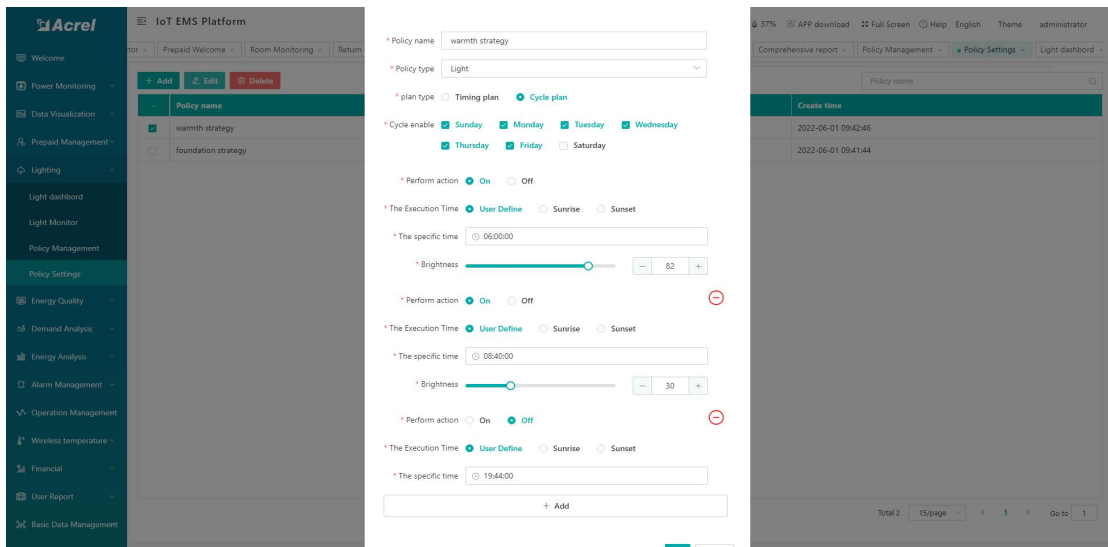 Acrel
IoT EMS Platform
37% APP download Full Screen Help English Theme administrator
Prepaid Welcome Room Monitoring Return
Comprehensive report Policy Management Policy Settings Light dashbord
+ Add Edit Delete
Policy name
Policy name
Create time
warmth strategy
2022-06-01 09:42:46
foundation strategy
2022-06-01 09:41:44
Total 2 15/page < 1 > Go to 1
Welcome
Power Monitoring
Data Visualization
Prepaid Management
Lighting
Light dashbord
Light Monitor
Policy Management
Policy Settings
Energy Quality
Demand Analysis
Energy Analysis
Alarm Management
Operation Management
Wireless temperature
Financial
User Report
Basic Data Management
* Policy name warmth strategy
* Policy type Light
* plan type Timing plan Cycle plan
* Cycle enable Sunday Monday Tuesday Wednesday
Thursday Friday Saturday
* Perform action On Off
* The Execution Time User Define Sunrise Sunset
* The specific time 06:00:00
* Brightness − 82 +
* Perform action On Off
* The Execution Time User Define Sunrise Sunset
* The specific time 08:40:00
* Brightness − 30 +
* Perform action On Off
* The Execution Time User Define Sunrise Sunset
* The specific time 19:44:00
+ Add